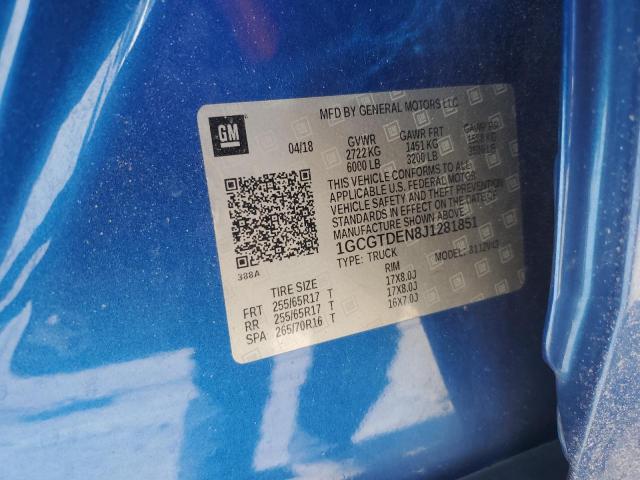 GM
MFD BY GENERAL MOTORS LLC
04/18 GVWR GAWR FRT GAWR RR
2722 KG 1451 KG
6000 LB 3200 LB
THIS VEHICLE CONFORMS TO ALL
APPLICABLE U.S. FEDERAL MOTOR
VEHICLE SAFETY AND THEFT PREVENTION
STANDARDS IN EFFECT ON THE DATE OF
MANUFACTURE SHOWN ABOVE.
1GCGTDEN8J1281851
TYPE: TRUCK MODEL:
388A
TIRE SIZE RIM
FRT 255/65R17 T 17X8.0J
RR 255/65R17 T 17X8.0J
SPA 265/70R16 T 16X7.0J